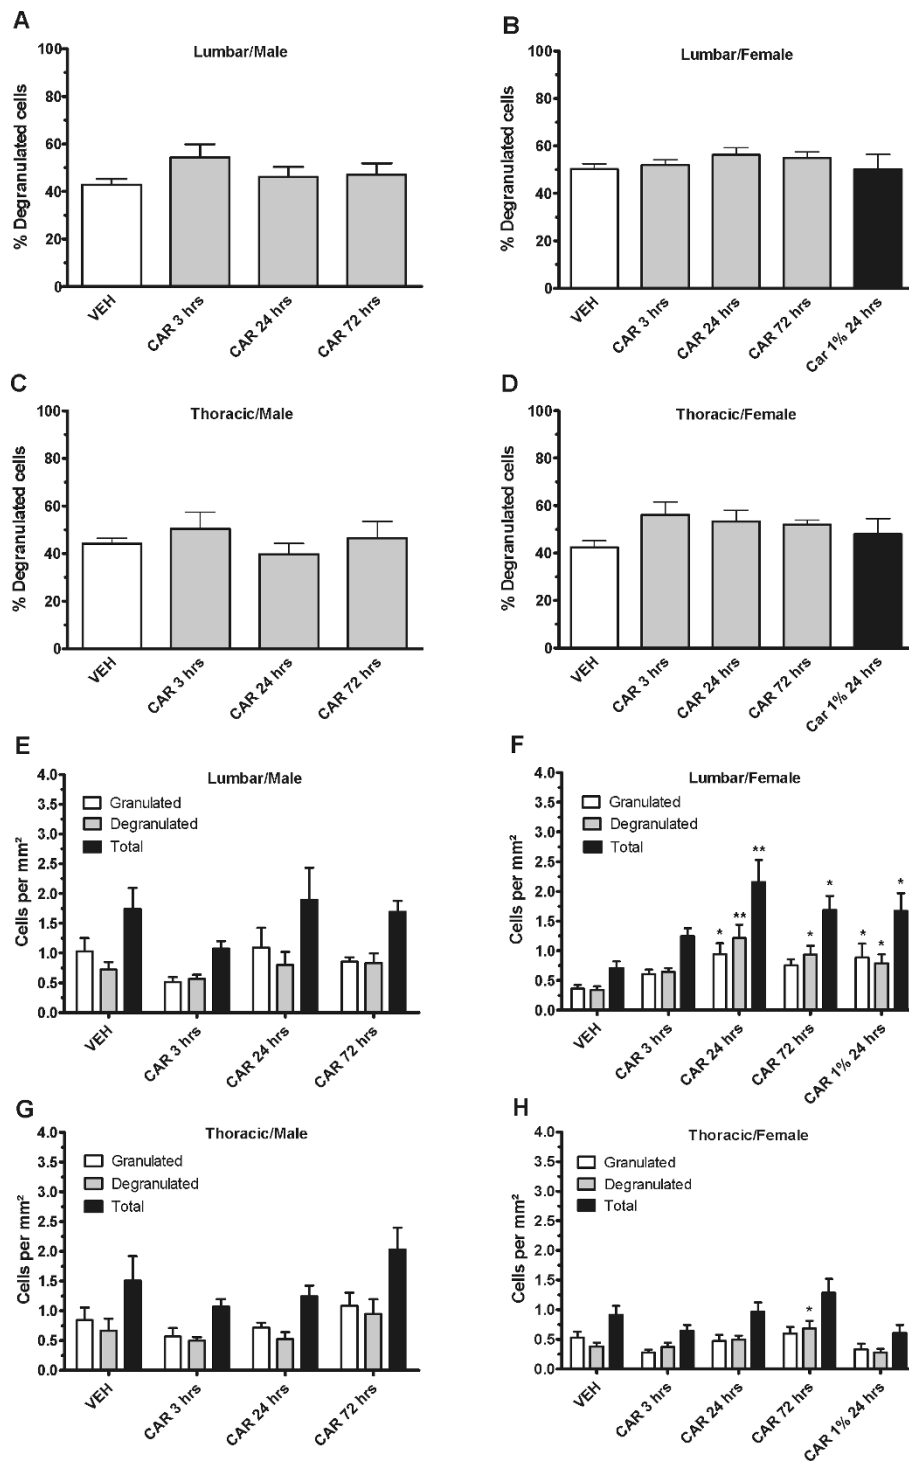 A
Lumbar/Male
% Degranulated cells
100
80
60
40
20
0
VEH
CAR 3 hrs
CAR 24 hrs
CAR 72 hrs
B
Lumbar/Female
% Degranulated cells
100
80
60
40
20
0
VEH
CAR 3 hrs
CAR 24 hrs
CAR 72 hrs
Car 1% 24 hrs
C
Thoracic/Male
% Degranulated cells
100
80
60
40
20
0
VEH
CAR 3 hrs
CAR 24 hrs
CAR 72 hrs
D
Thoracic/Female
% Degranulated cells
100
80
60
40
20
0
VEH
CAR 3 hrs
CAR 24 hrs
CAR 72 hrs
Car 1% 24 hrs
E
Lumbar/Male
Cells per mm²
4.0
3.5
3.0
2.5
2.0
1.5
1.0
0.5
0.0
Granulated
Degranulated
Total
VEH
CAR 3 hrs
CAR 24 hrs
CAR 72 hrs
F
Lumbar/Female
Cells per mm²
4.0
3.5
3.0
2.5
2.0
1.5
1.0
0.5
0.0
Granulated
Degranulated
Total
* ** **
* *
* * *
VEH
CAR 3 hrs
CAR 24 hrs
CAR 72 hrs
CAR 1% 24 hrs
G
Thoracic/Male
Cells per mm²
4.0
3.5
3.0
2.5
2.0
1.5
1.0
0.5
0.0
Granulated
Degranulated
Total
VEH
CAR 3 hrs
CAR 24 hrs
CAR 72 hrs
H
Thoracic/Female
Cells per mm²
4.0
3.5
3.0
2.5
2.0
1.5
1.0
0.5
0.0
Granulated
Degranulated
Total
*
VEH
CAR 3 hrs
CAR 24 hrs
CAR 72 hrs
CAR 1% 24 hrs